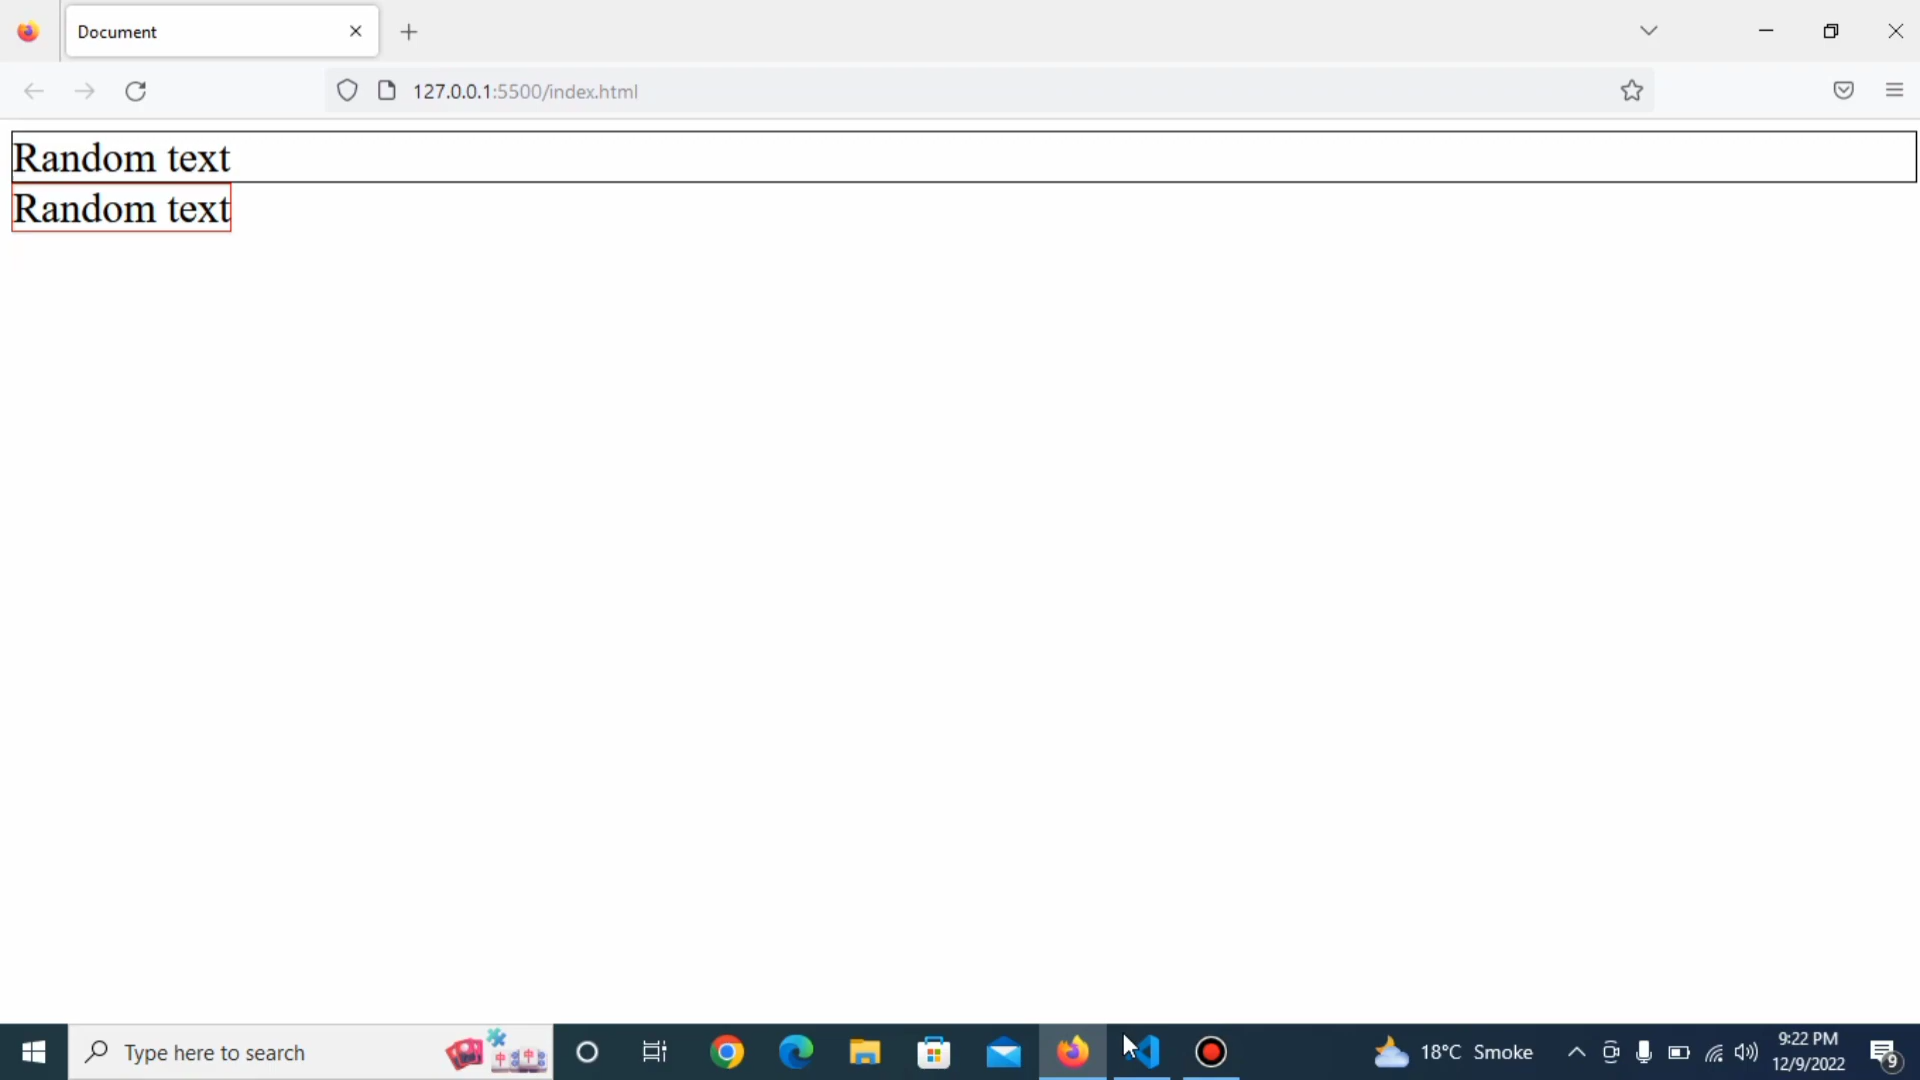 Document
127.0.0.1:5500/index.html
Random text
Random text
Type here to search
18°C Smoke
9:22 PM
12/9/2022
9